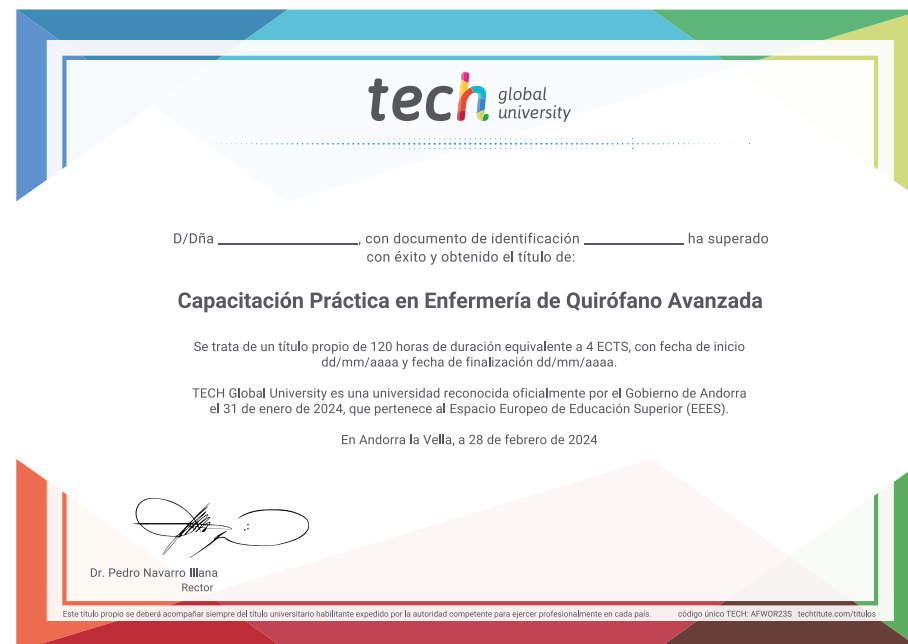 tech global university
D/Dña ____________________, con documento de identificación ______________ ha superado
con éxito y obtenido el título de:
Capacitación Práctica en Enfermería de Quirófano Avanzada
Se trata de un título propio de 120 horas de duración equivalente a 4 ECTS, con fecha de inicio
dd/mm/aaaa y fecha de finalización dd/mm/aaaa.
TECH Global University es una universidad reconocida oficialmente por el Gobierno de Andorra
el 31 de enero de 2024, que pertenece al Espacio Europeo de Educación Superior (EEES).
En Andorra la Vella, a 28 de febrero de 2024
Dr. Pedro Navarro Illana
Rector
Este título propio se deberá acompañar siempre del título universitario habilitante expedido por la autoridad competente para ejercer profesionalmente en cada país. código único TECH: AFWOR23S techtitute.com/titulos